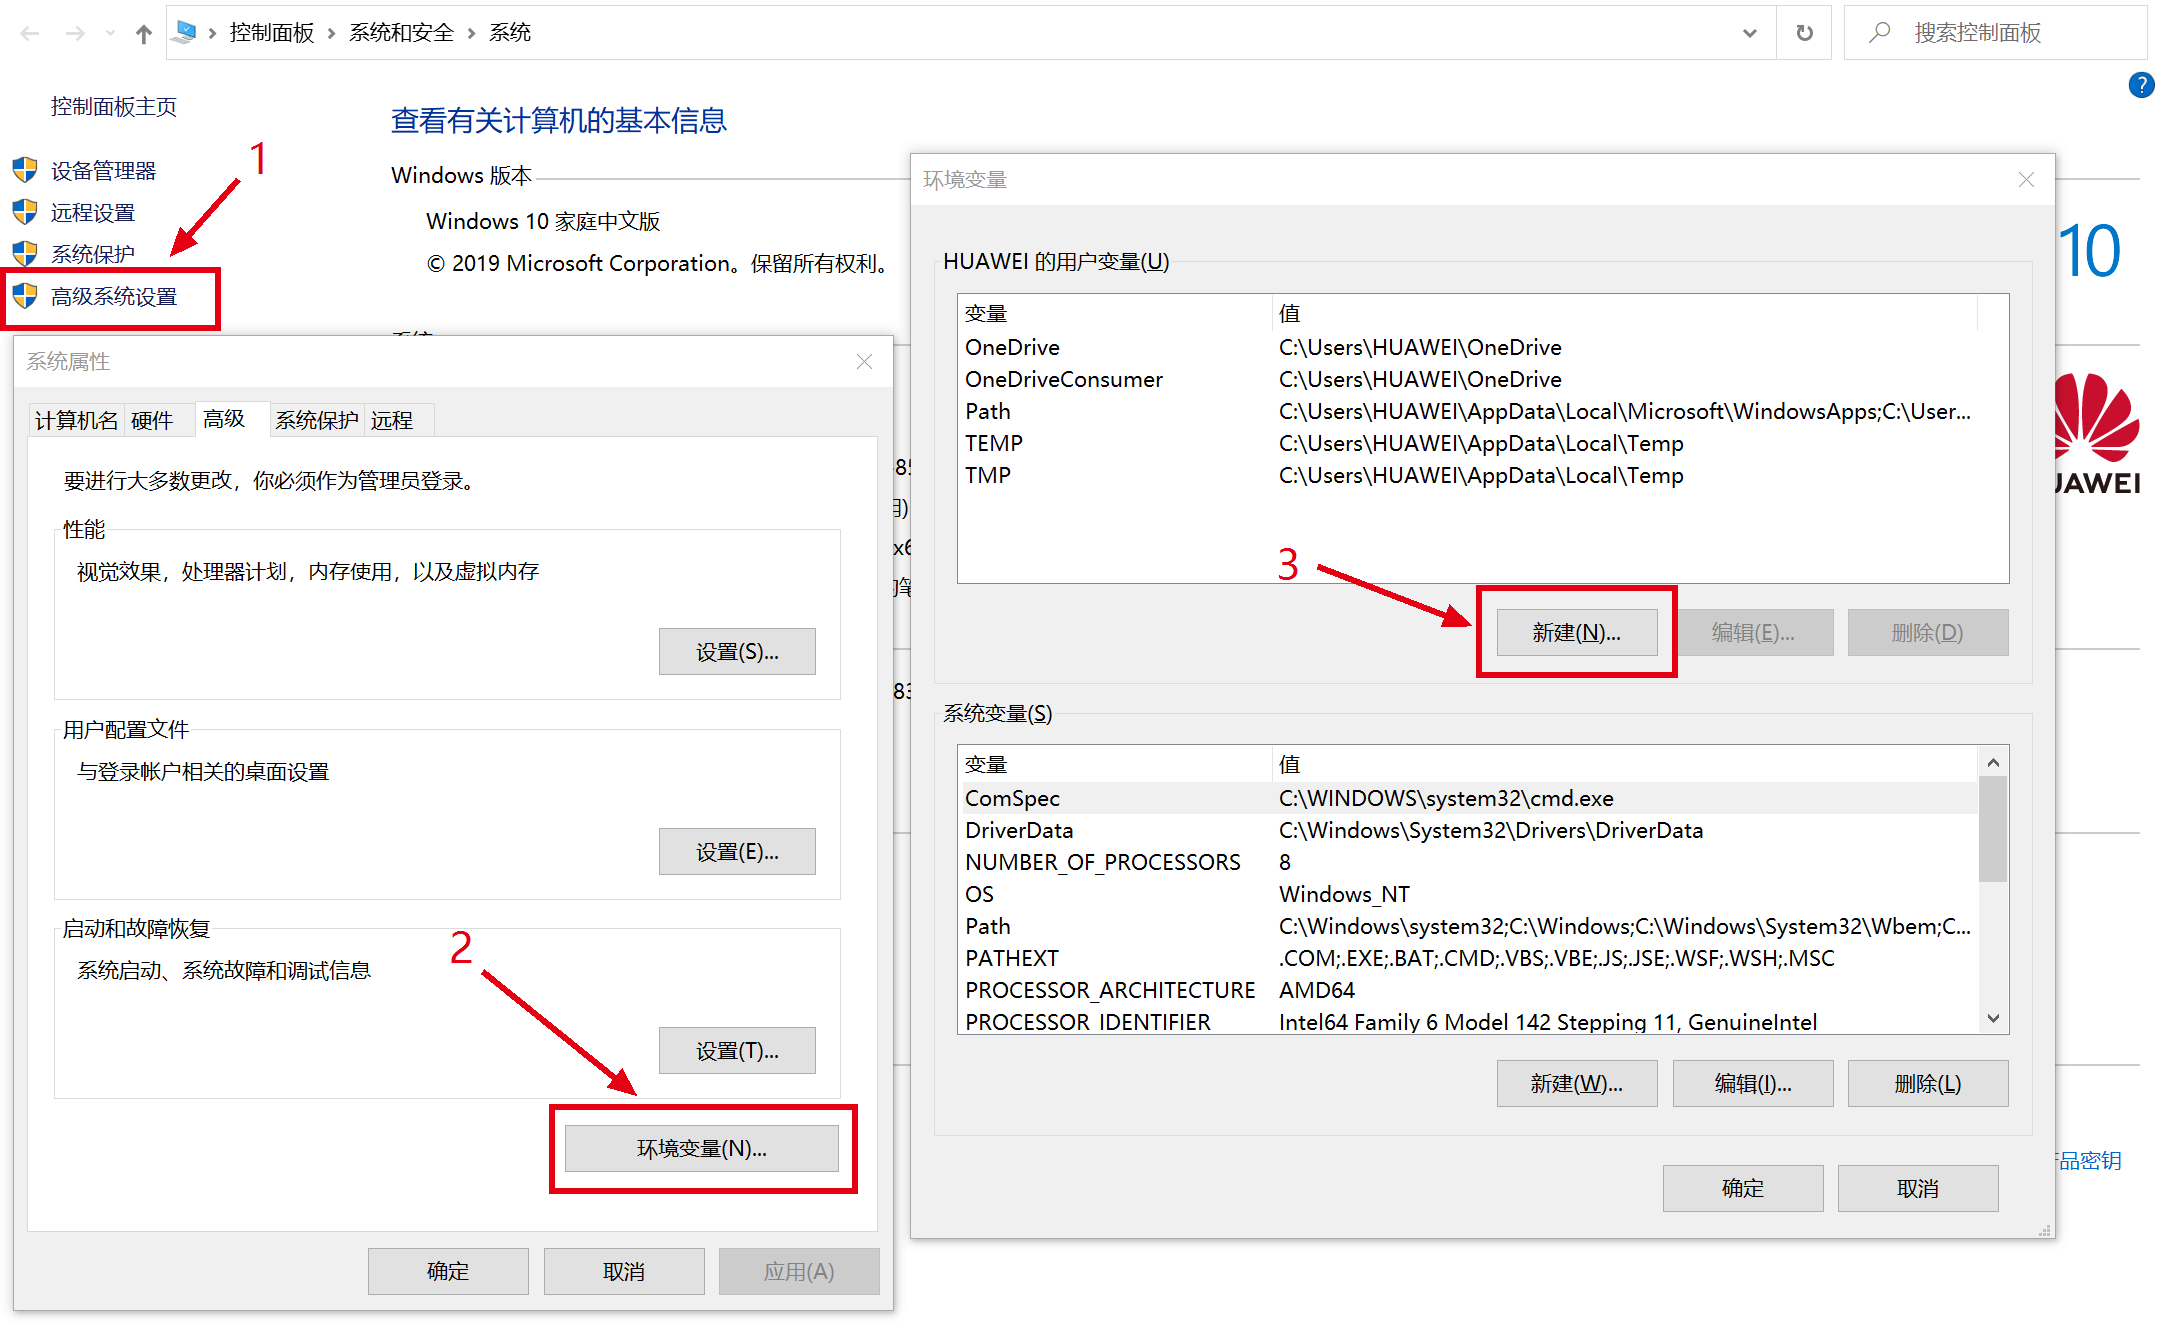 控制面板 系统和安全 系统
搜索控制面板
?
控制面板主页
设备管理器
远程设置
系统保护
高级系统设置
1
查看有关计算机的基本信息
Windows 版本
Windows 10 家庭中文版
© 2019 Microsoft Corporation。保留所有权利。
10
系统属性
计算机名 硬件 高级 系统保护 远程
要进行大多数更改，你必须作为管理员登录。
性能
视觉效果，处理器计划，内存使用，以及虚拟内存
设置(S)...
用户配置文件
与登录帐户相关的桌面设置
设置(E)...
启动和故障恢复
系统启动、系统故障和调试信息
设置(T)...
2
环境变量(N)...
确定 取消 应用(A)
环境变量
HUAWEI 的用户变量(U)
变量 值
OneDrive C:\Users\HUAWEI\OneDrive
OneDriveConsumer C:\Users\HUAWEI\OneDrive
Path C:\Users\HUAWEI\AppData\Local\Microsoft\WindowsApps;C:\User...
TEMP C:\Users\HUAWEI\AppData\Local\Temp
TMP C:\Users\HUAWEI\AppData\Local\Temp
3
新建(N)... 编辑(E)... 删除(D)
系统变量(S)
变量 值
ComSpec C:\WINDOWS\system32\cmd.exe
DriverData C:\Windows\System32\Drivers\DriverData
NUMBER_OF_PROCESSORS 8
OS Windows_NT
Path C:\Windows\system32;C:\Windows;C:\Windows\System32\Wbem;C...
PATHEXT .COM;.EXE;.BAT;.CMD;.VBS;.VBE;.JS;.JSE;.WSF;.WSH;.MSC
PROCESSOR_ARCHITECTURE AMD64
PROCESSOR_IDENTIFIER Intel64 Family 6 Model 142 Stepping 11, GenuineIntel
新建(W)... 编辑(I)... 删除(L)
确定 取消
品密钥